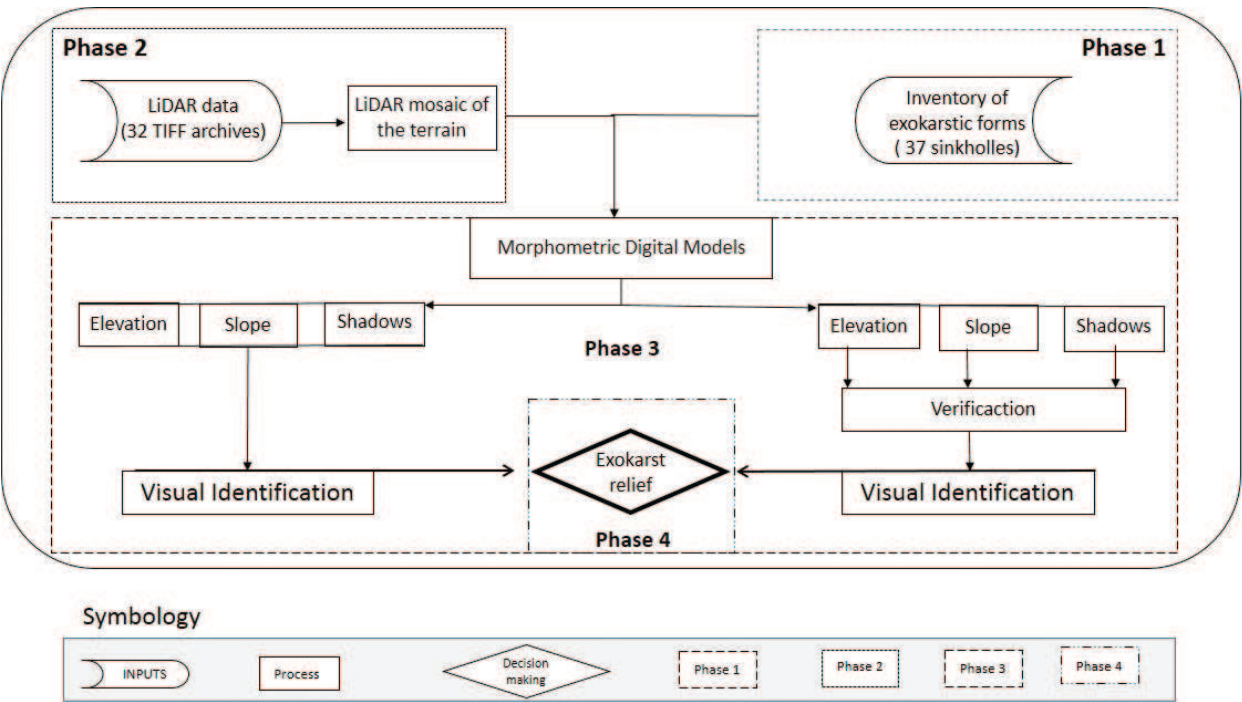 Phase 2
LiDAR data
(32 TIFF archives)
LiDAR mosaic of
the terrain
Phase 1
Inventory of
exokarstic forms
( 37 sinkholles)
Morphometric Digital Models
Elevation
Slope
Shadows
Phase 3
Elevation
Slope
Shadows
Verificaction
Visual Identification
Exokarst
relief
Visual Identification
Phase 4
Symbology
INPUTS
Process
Decision
making
Phase 1
Phase 2
Phase 3
Phase 4